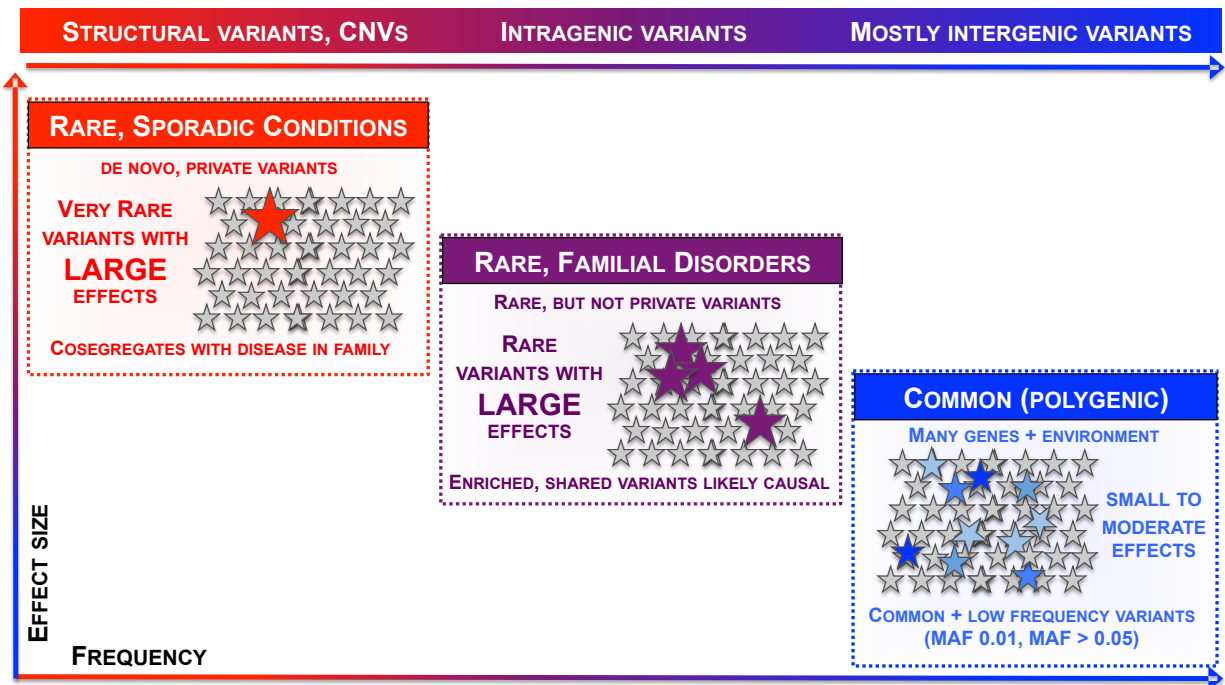 STRUCTURAL VARIANTS, CNVS
INTRAGENIC VARIANTS
MOSTLY INTERGENIC VARIANTS
RARE, SPORADIC CONDITIONS
DE NOVO, PRIVATE VARIANTS
VERY RARE
VARIANTS WITH
LARGE
EFFECTS
COSEGREGATES WITH DISEASE IN FAMILY
RARE, FAMILIAL DISORDERS
RARE, BUT NOT PRIVATE VARIANTS
RARE
VARIANTS WITH
LARGE
EFFECTS
ENRICHED, SHARED VARIANTS LIKELY CAUSAL
COMMON (POLYGENIC)
MANY GENES + ENVIRONMENT
SMALL TO
MODERATE
EFFECTS
COMMON + LOW FREQUENCY VARIANTS
(MAF 0.01, MAF > 0.05)
EFFECT SIZE
FREQUENCY